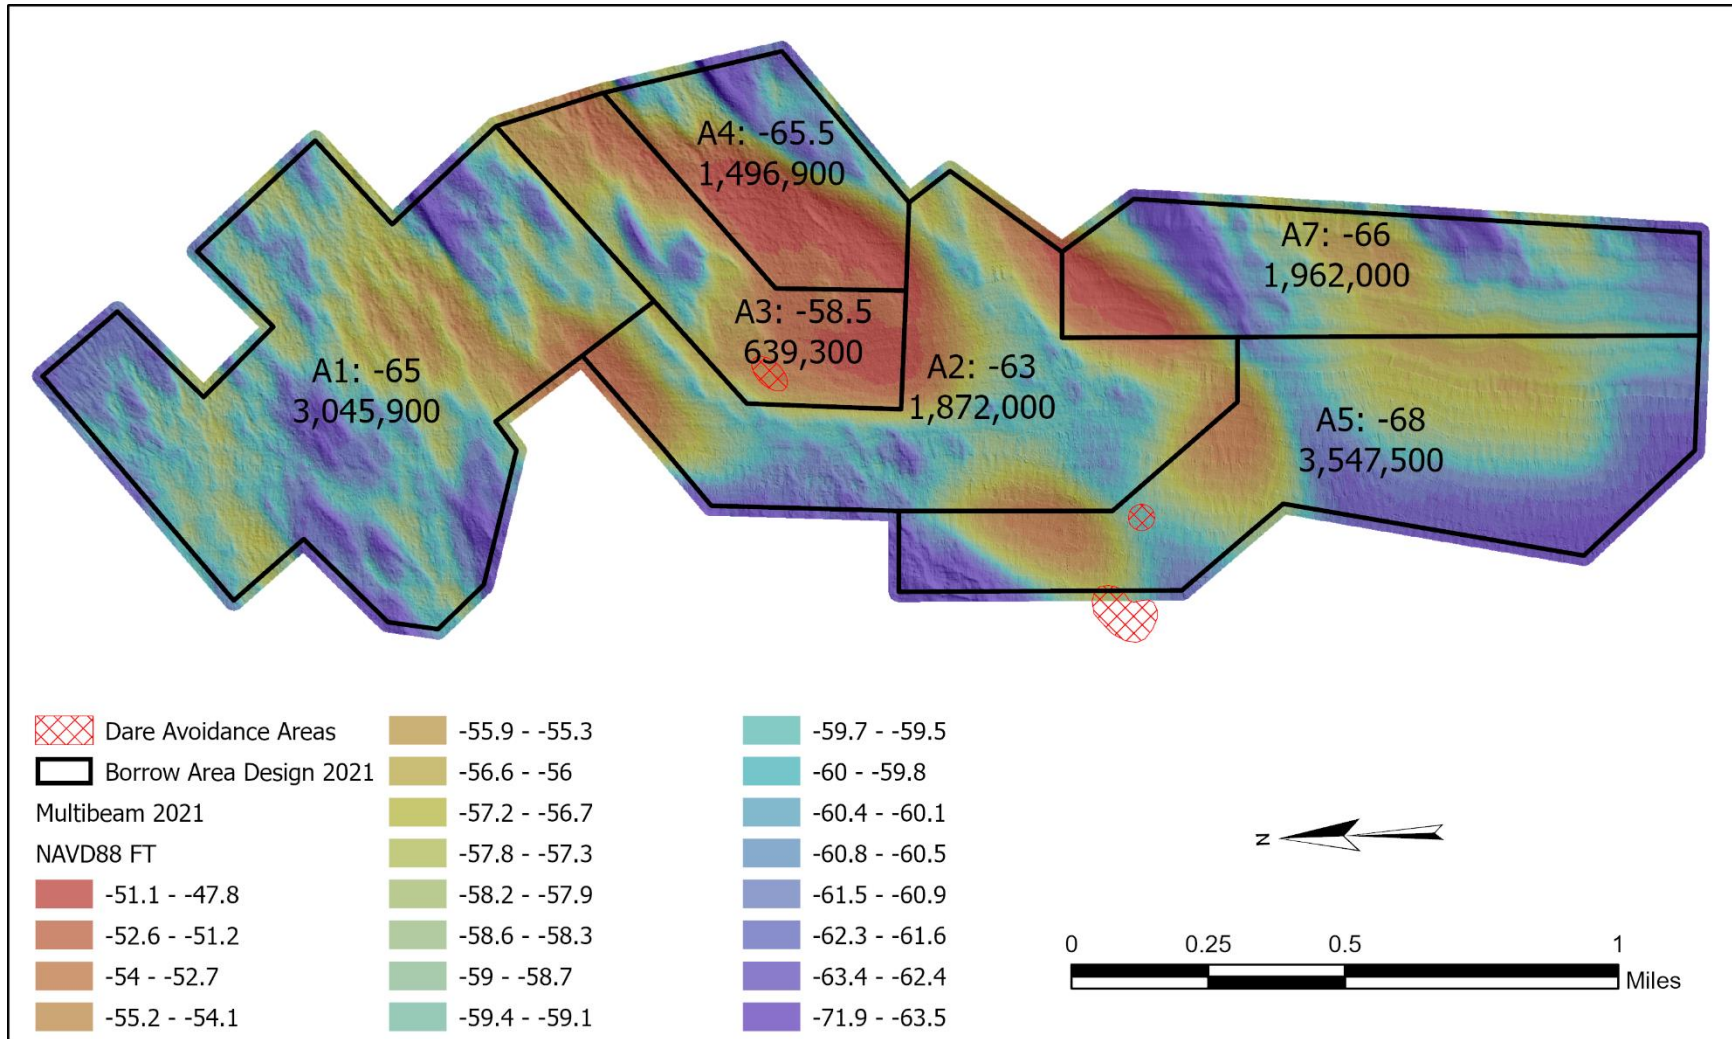 A4: -65.5
1,496,900
A7: -66
1,962,000
A3: -58.5
639,300
A1: -65
3,045,900
A2: -63
1,872,000
A5: -68
3,547,500
Dare Avoidance Areas
Borrow Area Design 2021
Multibeam 2021
NAVD88 FT
-51.1 - -47.8
-52.6 - -51.2
-54 - -52.7
-55.2 - -54.1
-55.9 - -55.3
-56.6 - -56
-57.2 - -56.7
-57.8 - -57.3
-58.2 - -57.9
-58.6 - -58.3
-59 - -58.7
-59.4 - -59.1
-59.7 - -59.5
-60 - -59.8
-60.4 - -60.1
-60.8 - -60.5
-61.5 - -60.9
-62.3 - -61.6
-63.4 - -62.4
-71.9 - -63.5
N
0 0.25 0.5 1
Miles